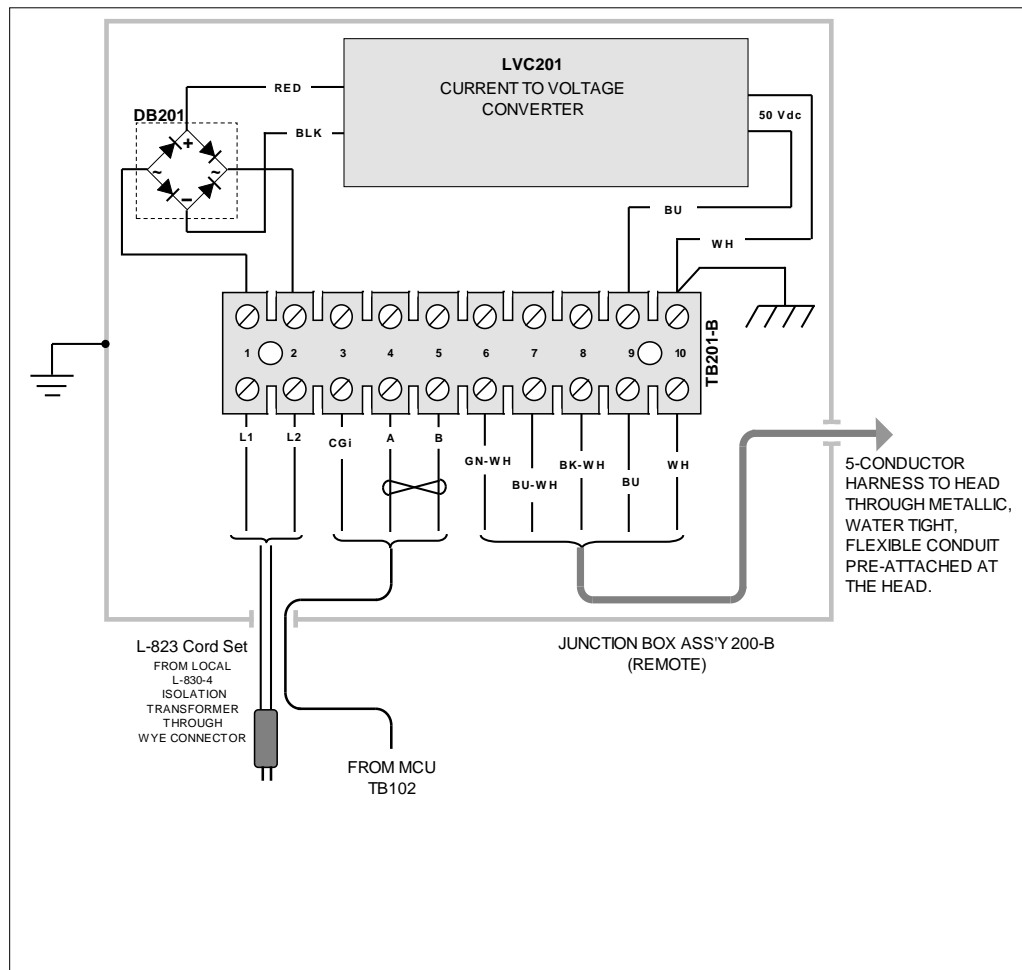 LVC201
CURRENT TO VOLTAGE
CONVERTER
RED
BLK
DB201
+
~
~
−
50 Vdc
BU
WH
1
2
3
4
5
6
7
8
9
10
TB201-B
L1
L2
CGi
A
B
GN-WH
BU-WH
BK-WH
BU
WH
5-CONDUCTOR
HARNESS TO HEAD
THROUGH METALLIC,
WATER TIGHT,
FLEXIBLE CONDUIT
PRE-ATTACHED AT
THE HEAD.
L-823 Cord Set
FROM LOCAL
L-830-4
ISOLATION
TRANSFORMER
THROUGH
WYE CONNECTOR
JUNCTION BOX ASS'Y 200-B
(REMOTE)
FROM MCU
TB102